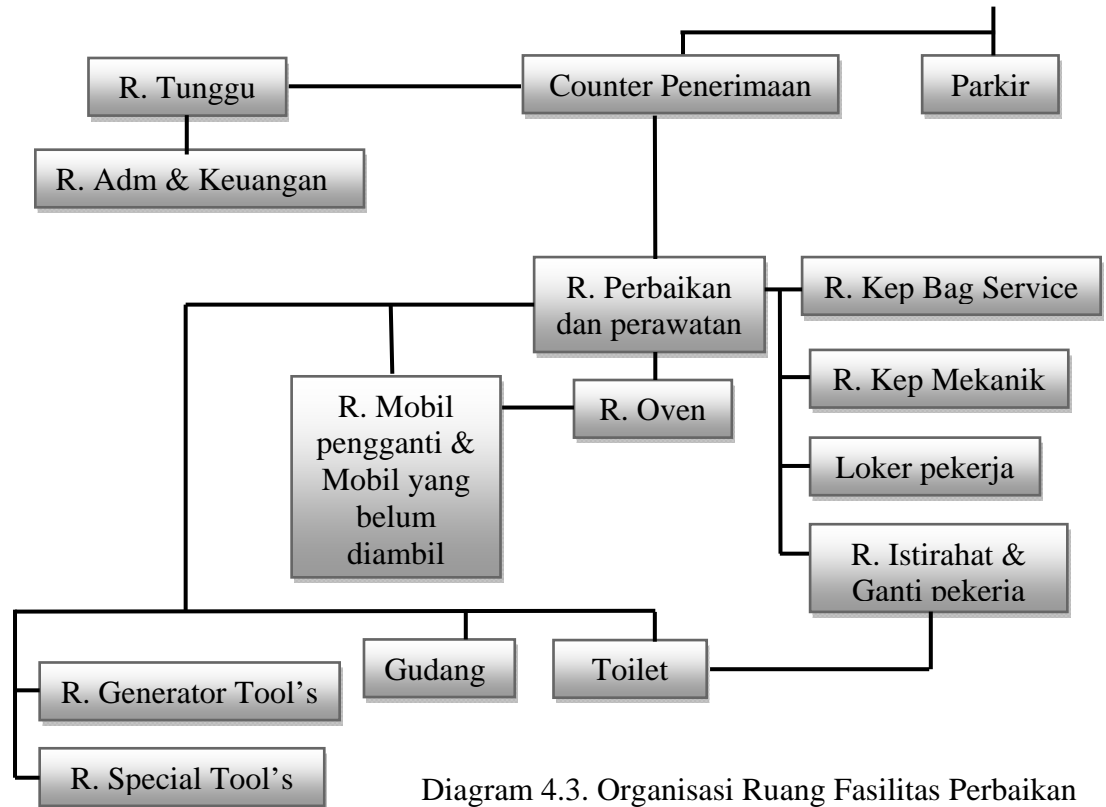 R. Tunggu
Counter Penerimaan
Parkir
R. Adm & Keuangan
R. Perbaikan
dan perawatan
R. Kep Bag Service
R. Mobil
pengganti &
Mobil yang
belum
diambil
R. Oven
R. Kep Mekanik
Loker pekerja
R. Istirahat &
Ganti pekerja
Gudang
Toilet
R. Generator Tool’s
R. Special Tool’s
Diagram 4.3. Organisasi Ruang Fasilitas Perbaikan